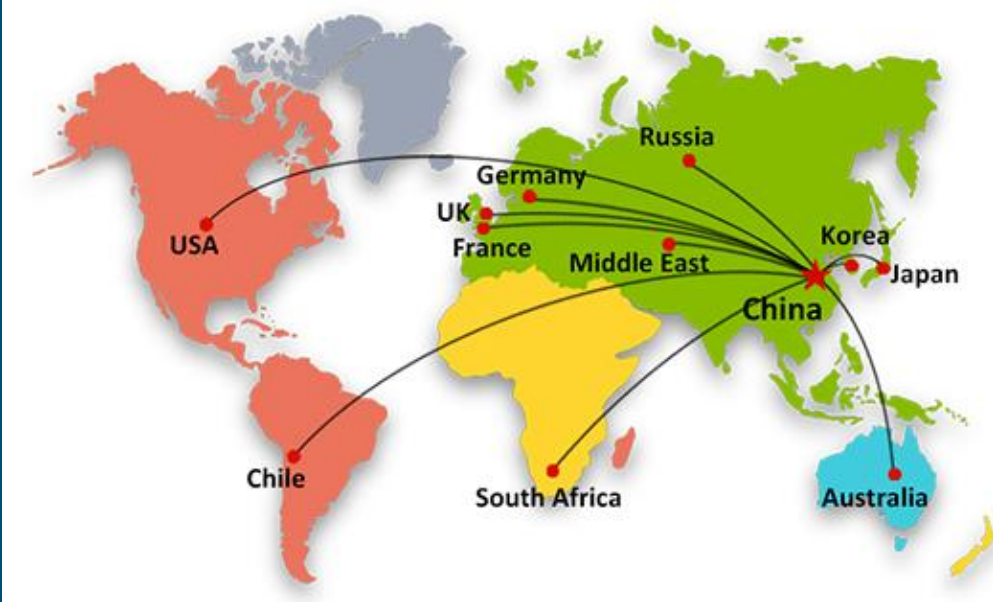 Russia
Germany
UK
Korea
USA
France
Middle East
Japan
China
Chile
South Africa
Australia